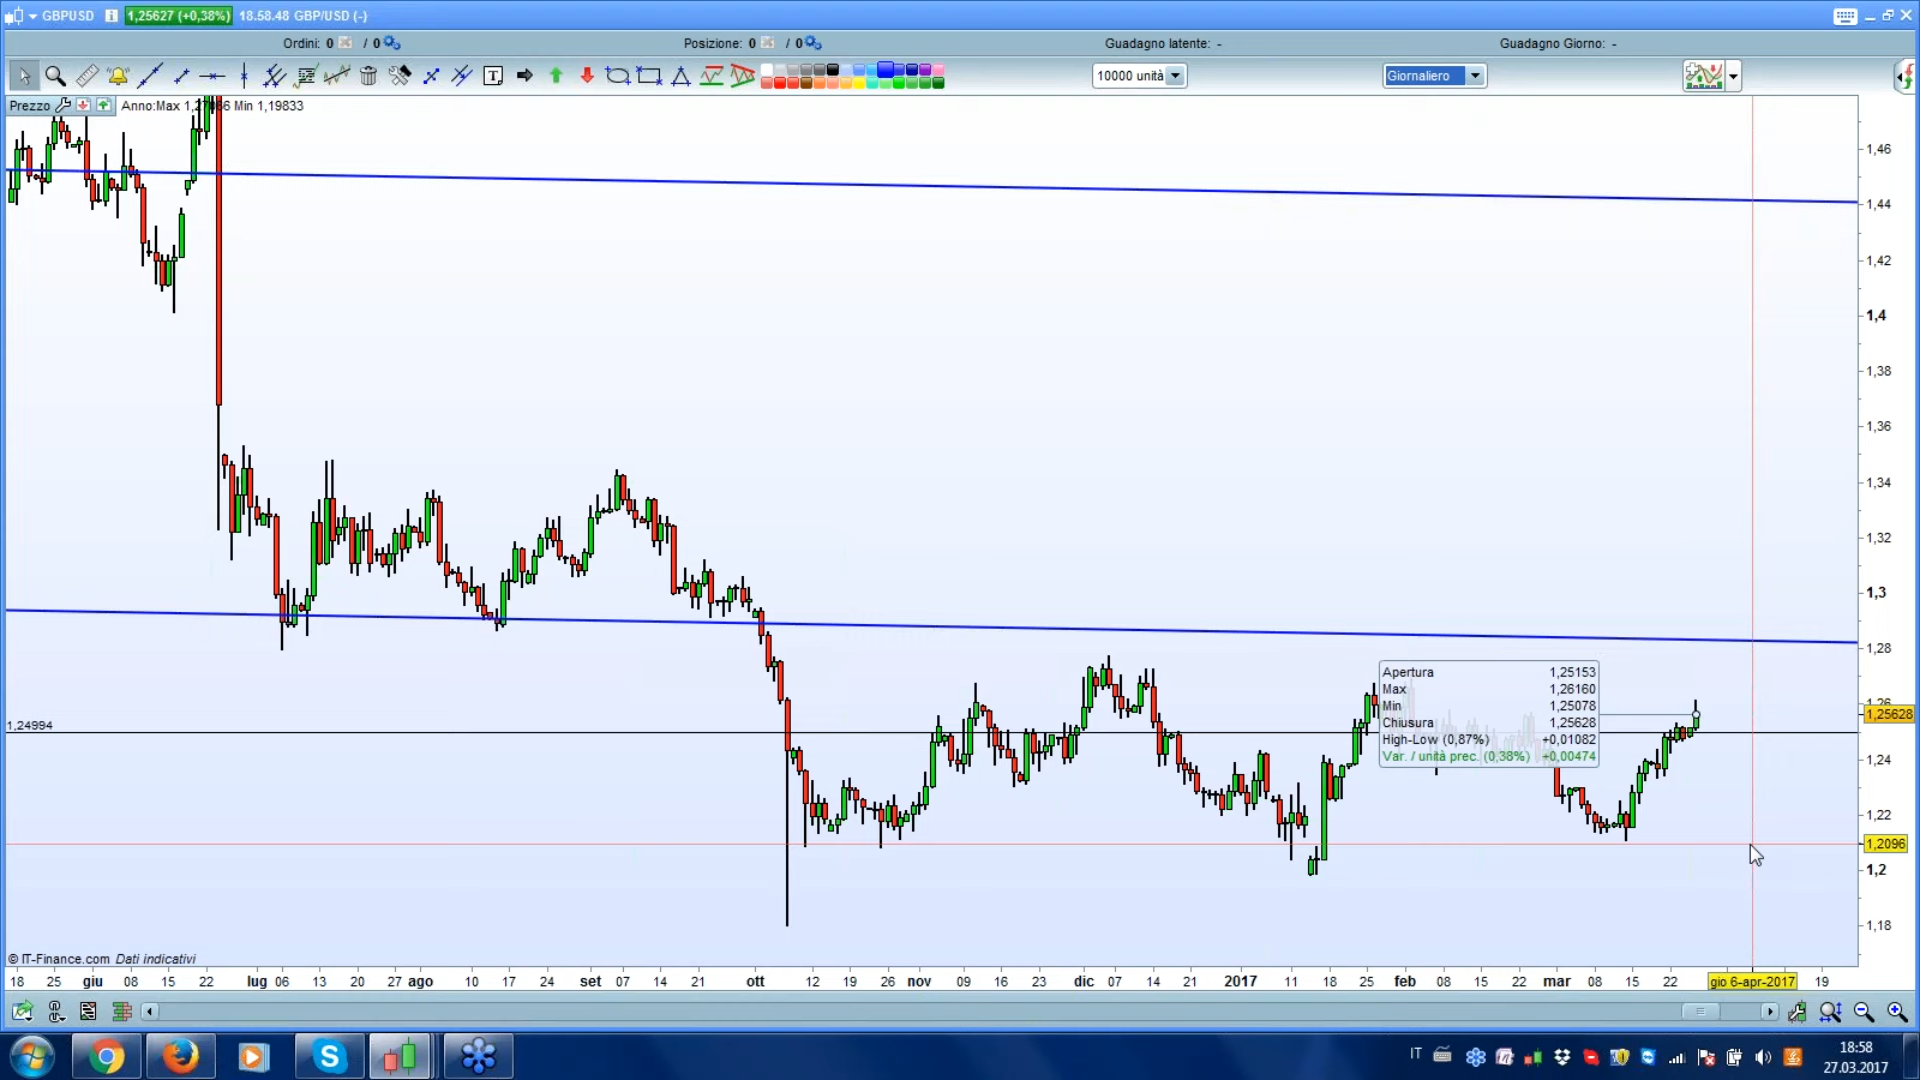 GBPUSD 1,25627 (+0,38%) 18.58.48 GBP/USD (-)
Ordini: 0 / 0 Posizione: 0 / 0 Guadagno latente: - Guadagno Giorno: -
10000 unità Giornaliero
Prezzo Anno:Max 1,27066 Min 1,19833
1,46
1,44
1,42
1,4
1,38
1,36
1,34
1,32
1,3
1,28
Apertura 1,25153
Max 1,26160
Min 1,25078
Chiusura 1,25628
High-Low (0,87%) +0,01082
Var. / unità prec. (0,38%) +0,00474
1,26
1,25628
1,24994
1,24
1,22
1,2096
1,2
1,18
© IT-Finance.com Dati indicativi
18 25 giu 08 15 22 lug 06 13 20 27 ago 10 17 24 set 07 14 21 ott 12 19 26 nov 09 16 23 dic 07 14 21 2017 11 18 25 feb 08 15 22 mar 08 15 22 gio 6-apr-2017 19
IT
18:58
27.03.2017